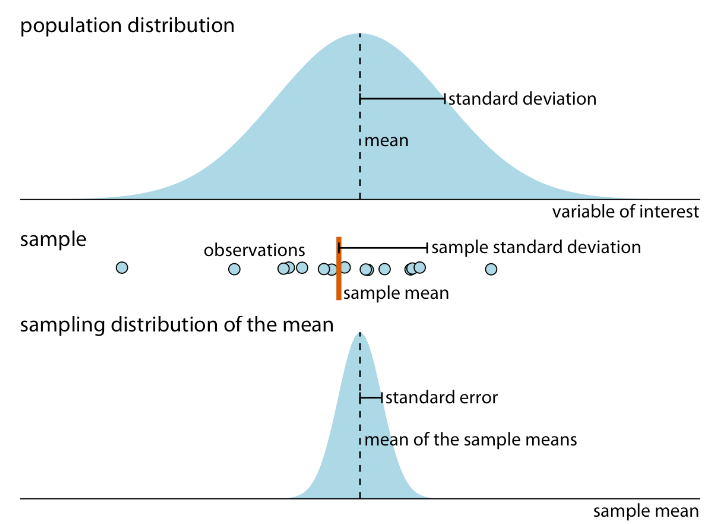 population distribution
standard deviation
mean
variable of interest
sample
observations
sample standard deviation
sample mean
sampling distribution of the mean
standard error
mean of the sample means
sample mean